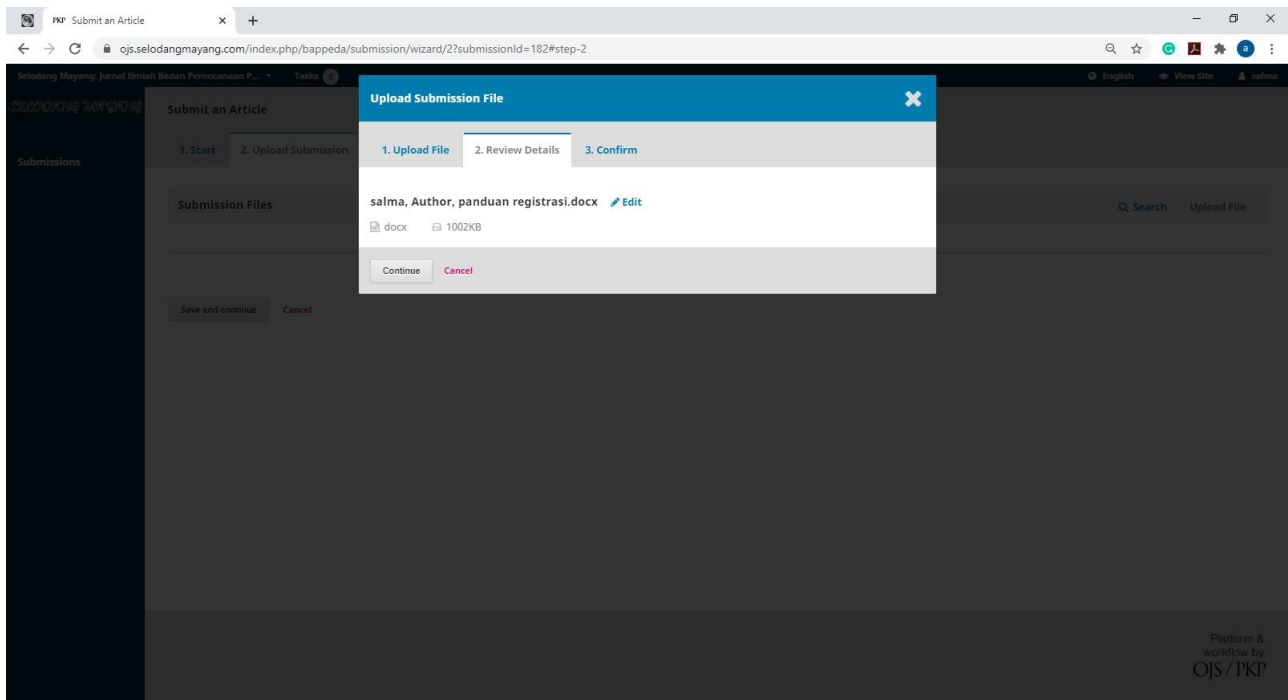 PKP Submit an Article
ojs.selodangmayang.com/index.php/bappeda/submission/wizard/2?submissionId=182#step-2
a
Selodang Mayang: Jurnal Ilmiah Badan Perencanaan P...
Tasks 0
English
View Site
salma
SELODANG MAYANG
Submissions
Submit an Article
1. Start
2. Upload Submission
Submission Files
Search
Upload File
Save and continue
Cancel
Upload Submission File
1. Upload File
2. Review Details
3. Confirm
salma, Author, panduan registrasi.docx
Edit
docx
1002KB
Continue
Cancel
Platform &
workflow by
OJS / PKP